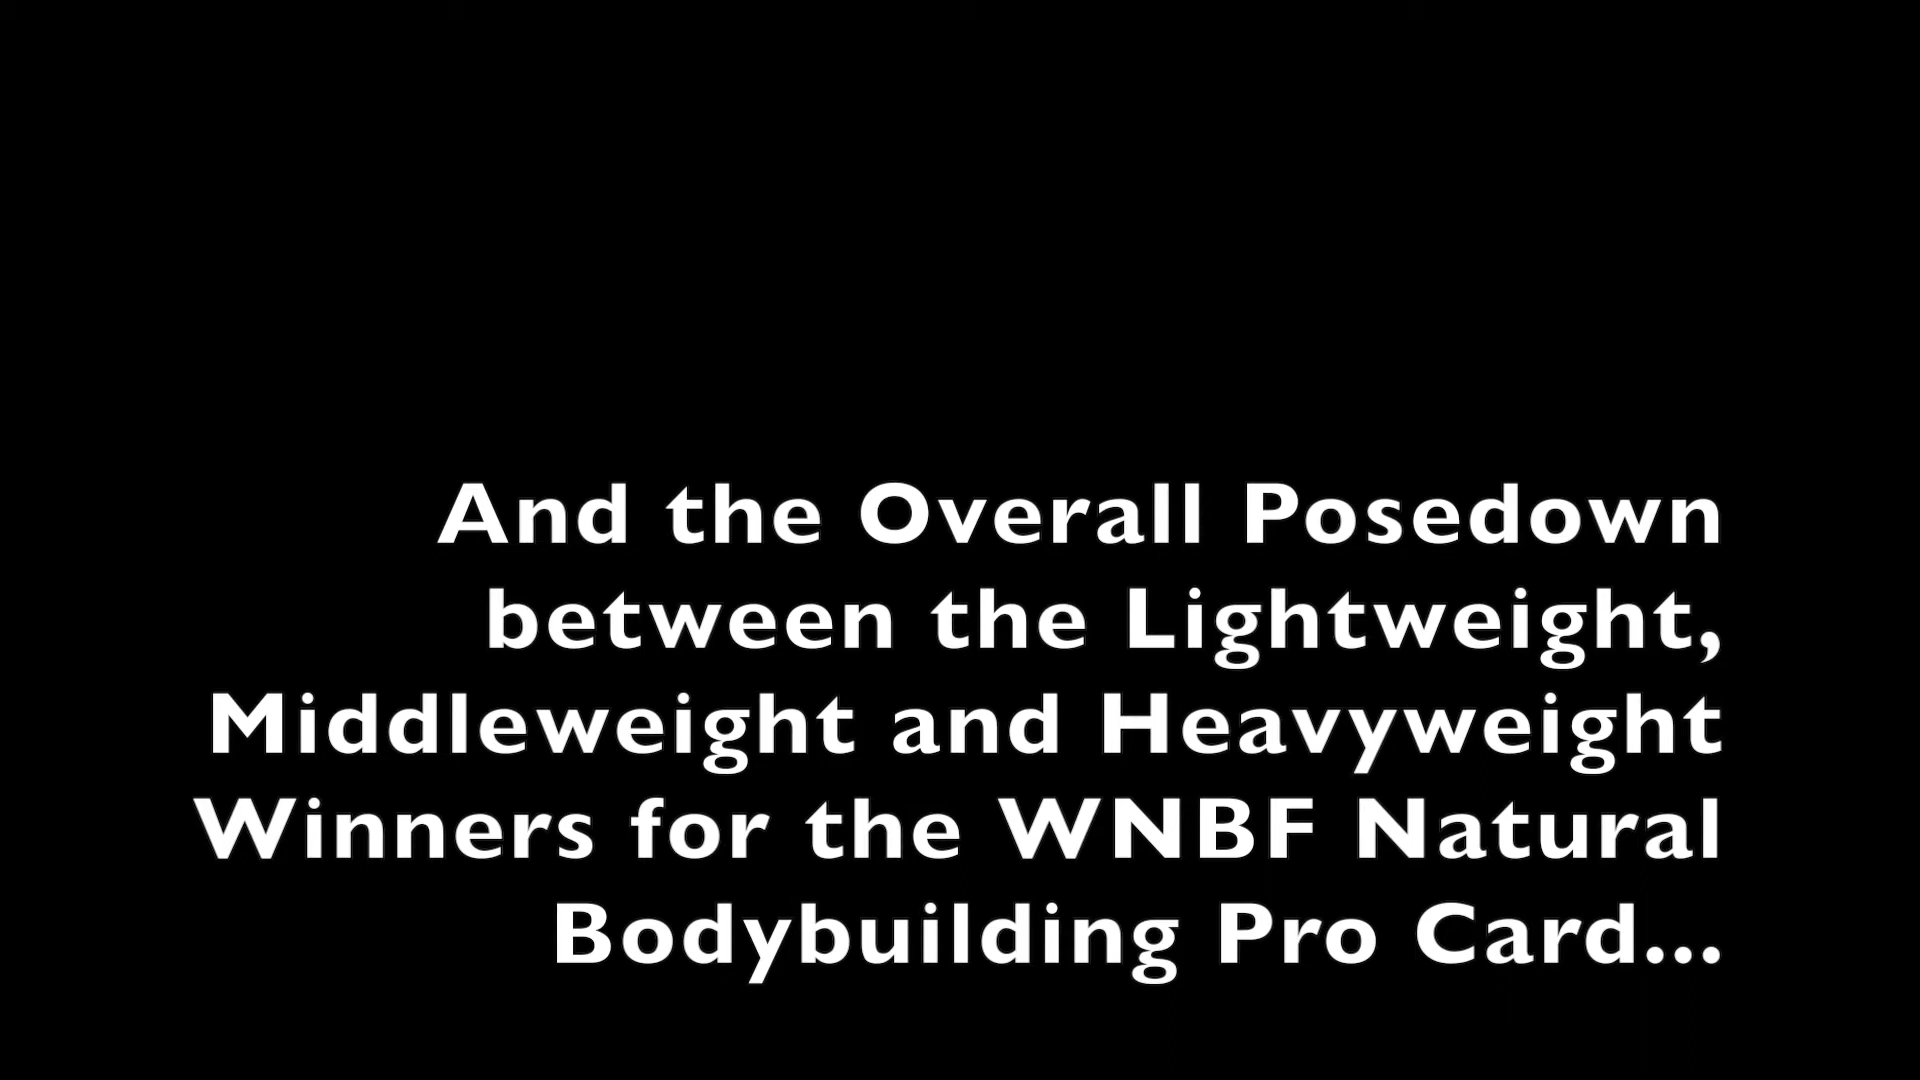 And the Overall Posedown
between the Lightweight,
Middleweight and Heavyweight
Winners for the WNBF Natural
Bodybuilding Pro Card...